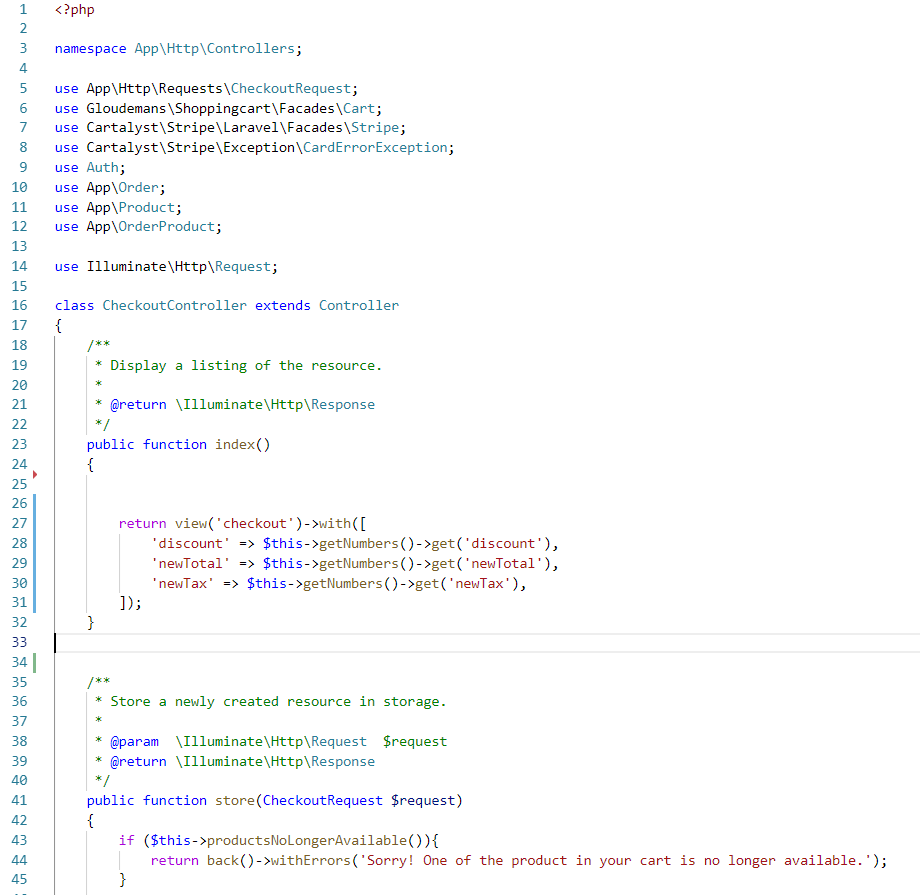 1 <?php
2
3 namespace App\Http\Controllers;
4
5 use App\Http\Requests\CheckoutRequest;
6 use Gloudemans\Shoppingcart\Facades\Cart;
7 use Cartalyst\Stripe\Laravel\Facades\Stripe;
8 use Cartalyst\Stripe\Exception\CardErrorException;
9 use Auth;
10 use App\Order;
11 use App\Product;
12 use App\OrderProduct;
13
14 use Illuminate\Http\Request;
15
16 class CheckoutController extends Controller
17 {
18     /**
19      * Display a listing of the resource.
20      *
21      * @return \Illuminate\Http\Response
22      */
23     public function index()
24     {
25
26
27         return view('checkout')->with([
28             'discount' => $this->getNumbers()->get('discount'),
29             'newTotal' => $this->getNumbers()->get('newTotal'),
30             'newTax' => $this->getNumbers()->get('newTax'),
31         ]);
32     }
33
34
35     /**
36      * Store a newly created resource in storage.
37      *
38      * @param  \Illuminate\Http\Request  $request
39      * @return \Illuminate\Http\Response
40      */
41     public function store(CheckoutRequest $request)
42     {
43         if ($this->productsNoLongerAvailable()){
44             return back()->withErrors('Sorry! One of the product in your cart is no longer available.');
45         }